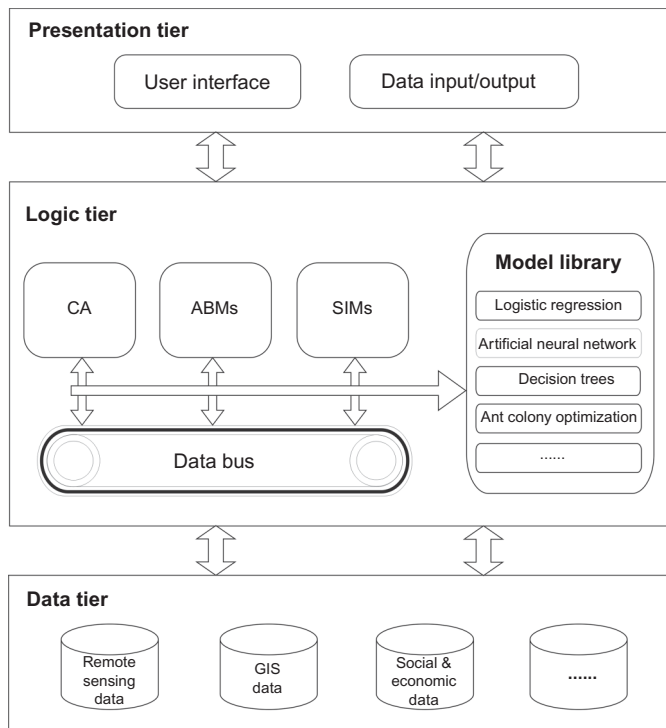 Presentation tier
User interface
Data input/output
Logic tier
CA
ABMs
SIMs
Data bus
Model library
Logistic regression
Artificial neural network
Decision trees
Ant colony optimization
......
Data tier
Remote
sensing
data
GIS
data
Social &
economic
data
......